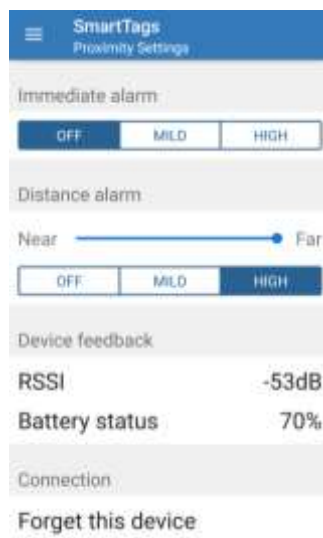 SmartTags
Proximity Settings
Immediate alarm
OFF MILD HIGH
Distance alarm
Near Far
OFF MILD HIGH
Device feedback
RSSI -53dB
Battery status 70%
Connection
Forget this device